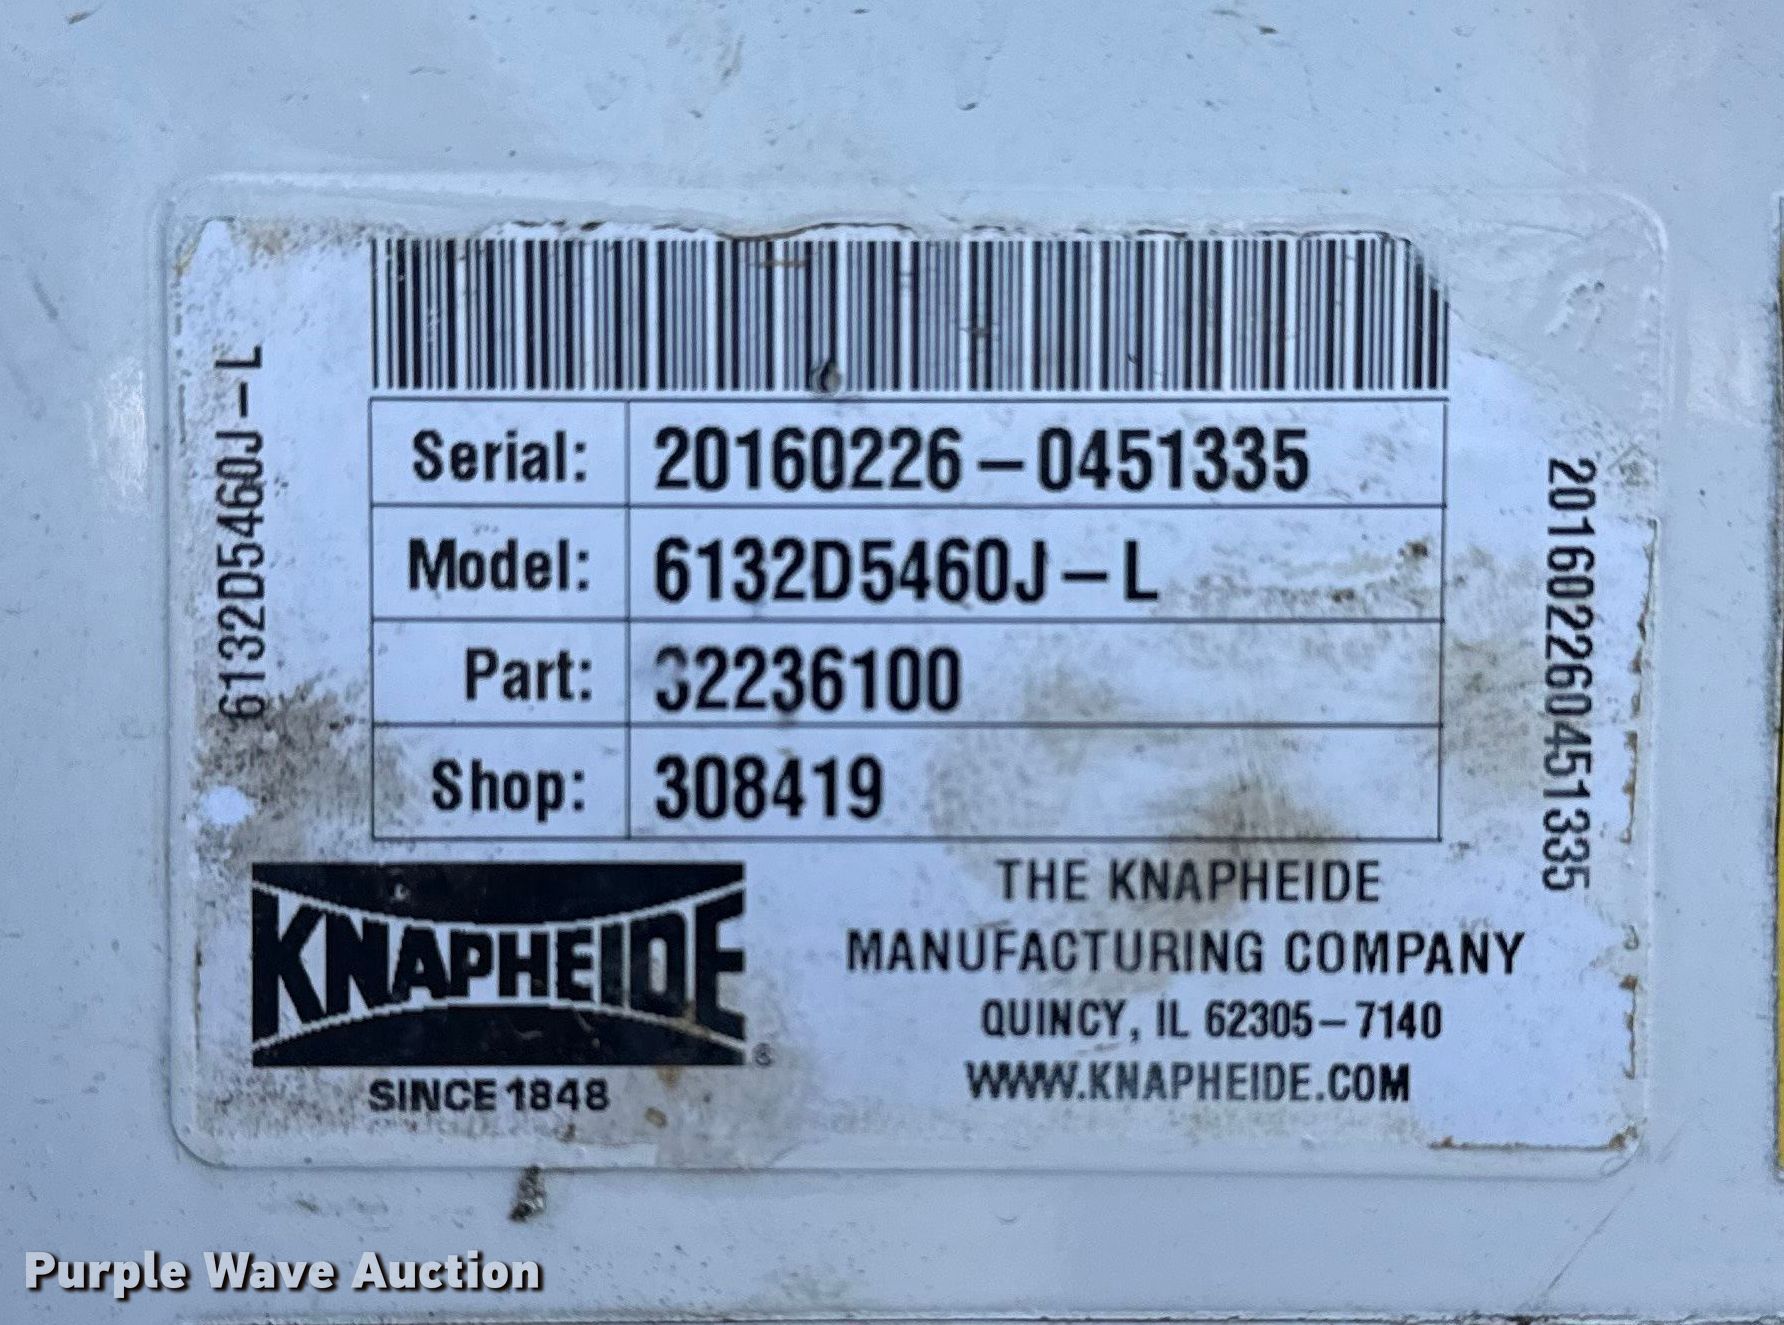 6132D5460J-L
Serial: 20160226-0451335
Model: 6132D5460J-L
Part: 32236100
Shop: 308419
201602260451335
KNAPHEIDE®
SINCE 1848
THE KNAPHEIDE
MANUFACTURING COMPANY
QUINCY, IL 62305-7140
WWW.KNAPHEIDE.COM
Purple Wave Auction